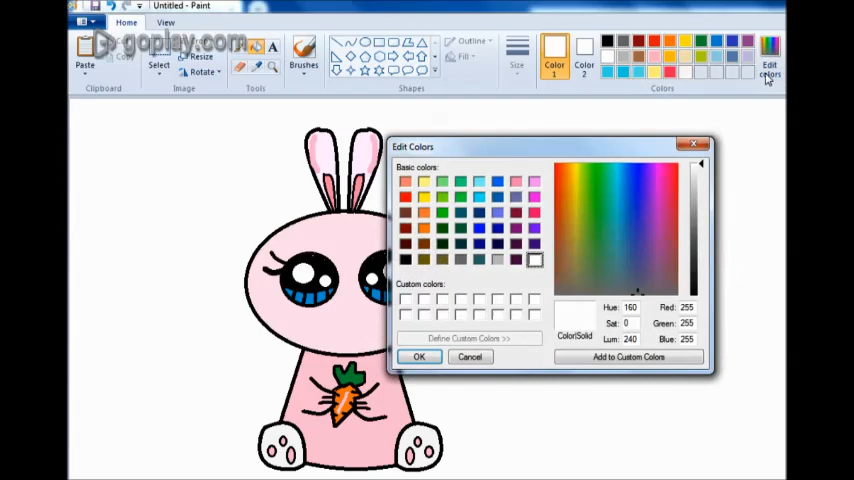 Untitled - Paint
Home View
goplay.com
Paste
Copy
Clipboard
Select
Resize
Rotate
Image
A
Tools
Brushes
Outline
Fill
Shapes
Size
Color 1
Color 2
Colors
Edit colors
Edit Colors
Basic colors:
Custom colors:
Define Custom Colors >>
OK Cancel
Color|Solid
Hue: 160 Red: 255
Sat: 0 Green: 255
Lum: 240 Blue: 255
Add to Custom Colors